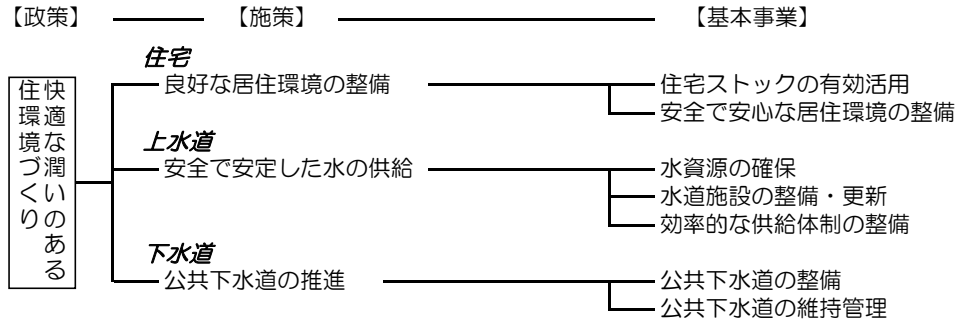 【政策】 【施策】 【基本事業】
快適な潤いのある
住環境づくり
住宅
良好な居住環境の整備
住宅ストックの有効活用
安全で安心な居住環境の整備
上水道
安全で安定した水の供給
水資源の確保
水道施設の整備・更新
効率的な供給体制の整備
下水道
公共下水道の推進
公共下水道の整備
公共下水道の維持管理